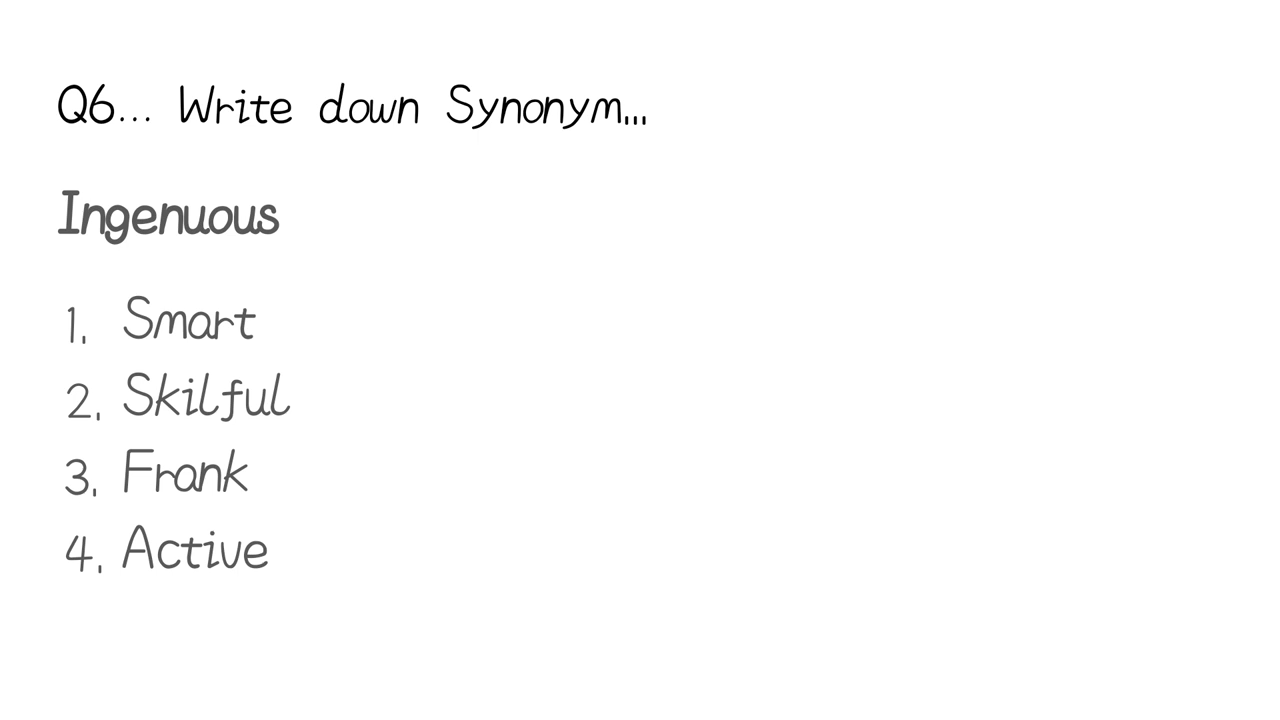 Q6... Write down Synonym...
Ingenuous
1. Smart
2. Skilful
3. Frank
4. Active